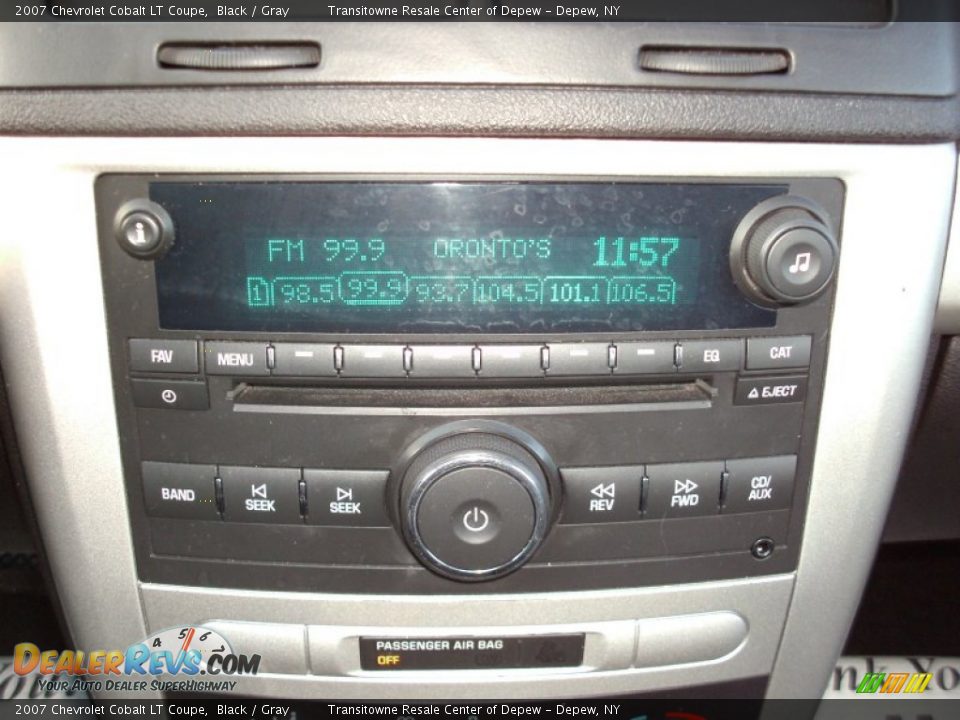 2007 Chevrolet Cobalt LT Coupe, Black / Gray Transitowne Resale Center of Depew – Depew, NY
i
FM 99.9 ORONTO'S 11:57
1 98.5 99.9 93.7 104.5 101.1 106.5
FAV MENU EQ CAT
EJECT
BAND SEEK SEEK REV FWD CD/AUX
PASSENGER AIR BAG
OFF
4 5 6
DEALERREVS.COM
YOUR AUTO DEALER SUPERHIGHWAY
2007 Chevrolet Cobalt LT Coupe, Black / Gray Transitowne Resale Center of Depew – Depew, NY